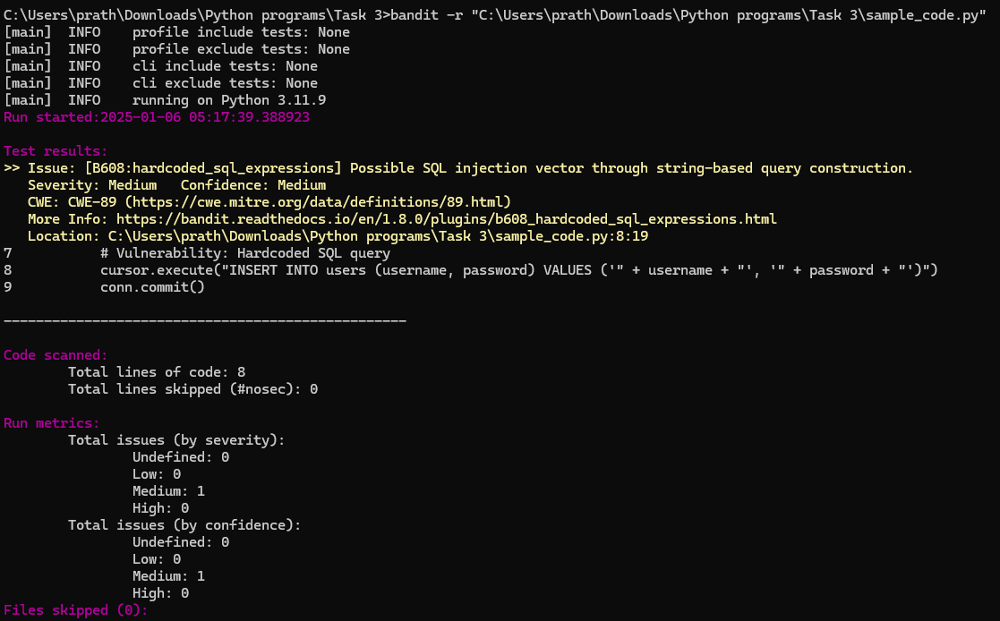 C:\Users\prath\Downloads\Python programs\Task 3>bandit -r "C:\Users\prath\Downloads\Python programs\Task 3\sample_code.py"
[main]  INFO    profile include tests: None
[main]  INFO    profile exclude tests: None
[main]  INFO    cli include tests: None
[main]  INFO    cli exclude tests: None
[main]  INFO    running on Python 3.11.9
Run started:2025-01-06 05:17:39.388923

Test results:
>> Issue: [B608:hardcoded_sql_expressions] Possible SQL injection vector through string-based query construction.
   Severity: Medium   Confidence: Medium
   CWE: CWE-89 (https://cwe.mitre.org/data/definitions/89.html)
   More Info: https://bandit.readthedocs.io/en/1.8.0/plugins/b608_hardcoded_sql_expressions.html
   Location: C:\Users\prath\Downloads\Python programs\Task 3\sample_code.py:8:19
7           # Vulnerability: Hardcoded SQL query
8           cursor.execute("INSERT INTO users (username, password) VALUES ('" + username + "', '" + password + "')")
9           conn.commit()

--------------------------------------------------

Code scanned:
        Total lines of code: 8
        Total lines skipped (#nosec): 0

Run metrics:
        Total issues (by severity):
                Undefined: 0
                Low: 0
                Medium: 1
                High: 0
        Total issues (by confidence):
                Undefined: 0
                Low: 0
                Medium: 1
                High: 0
Files skipped (0):